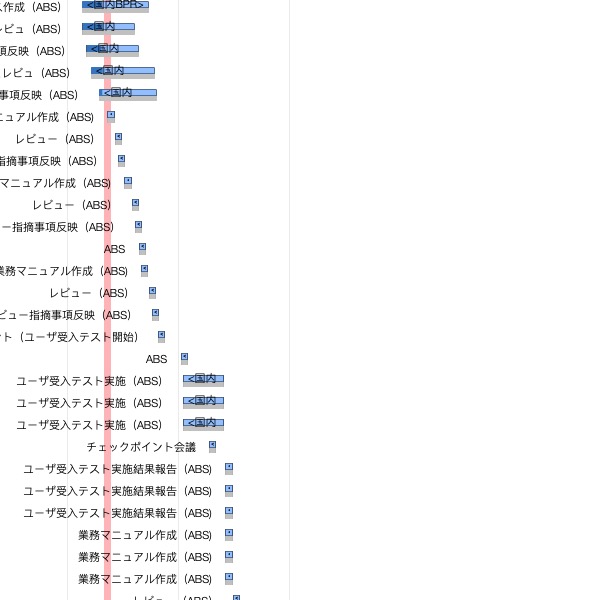 作成（ABS） <国内BPR>
レビュ（ABS） <国内
項反映（ABS） <国内
レビュ（ABS） <国内
事項反映（ABS） <国内
ニュアル作成（ABS）
レビュー（ABS）
指摘事項反映（ABS）
マニュアル作成（ABS）
レビュー（ABS）
ー指摘事項反映（ABS）
ABS
業務マニュアル作成（ABS）
レビュー（ABS）
ビュー指摘事項反映（ABS）
ト（ユーザ受入テスト開始）
ABS
ユーザ受入テスト実施（ABS） <国内
ユーザ受入テスト実施（ABS） <国内
ユーザ受入テスト実施（ABS） <国内
チェックポイント会議
ユーザ受入テスト実施結果報告（ABS）
ユーザ受入テスト実施結果報告（ABS）
ユーザ受入テスト実施結果報告（ABS）
業務マニュアル作成（ABS）
業務マニュアル作成（ABS）
業務マニュアル作成（ABS）
レビュー（ABS）